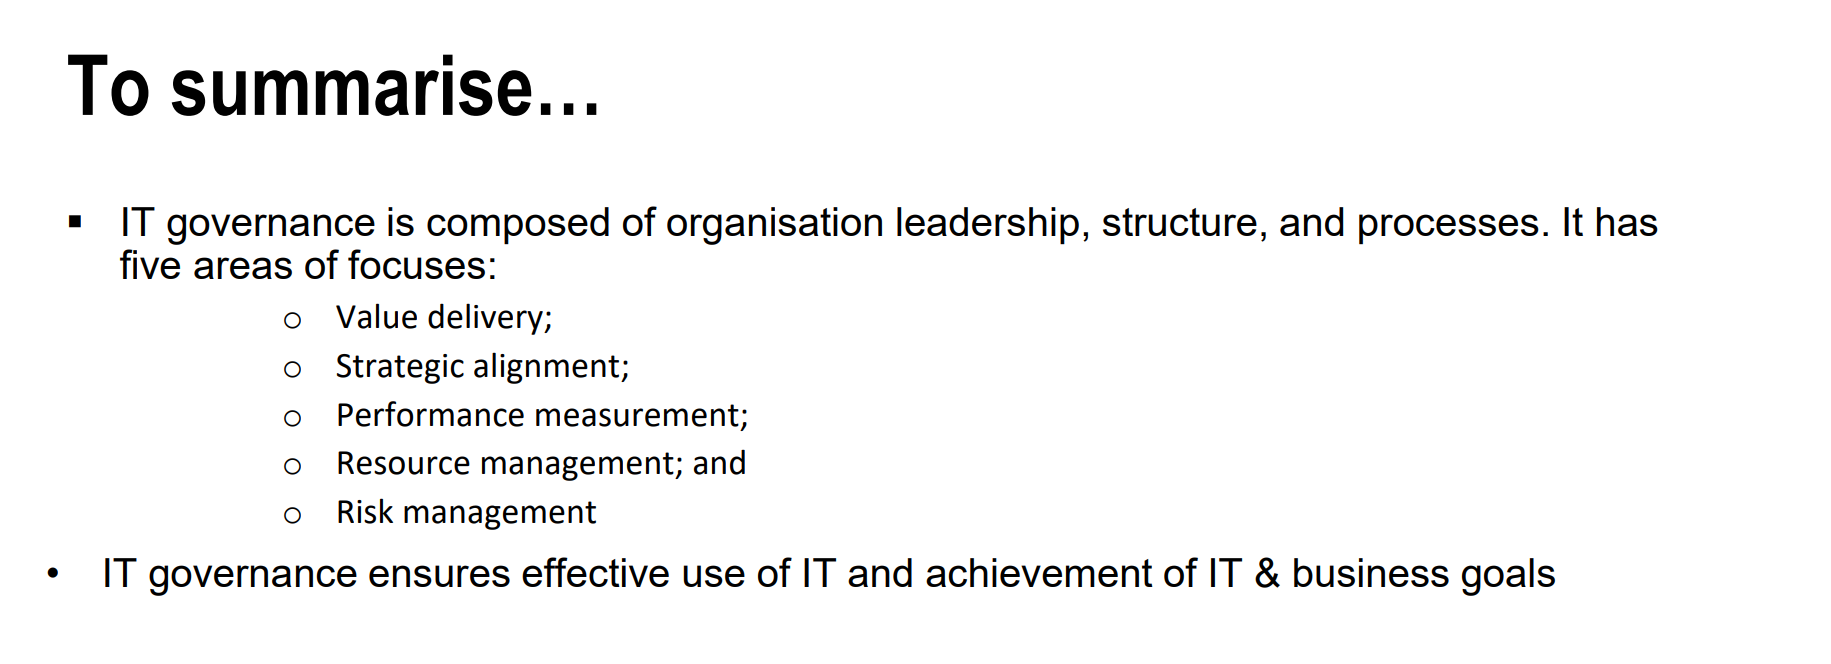 To summarise...
▪ IT governance is composed of organisation leadership, structure, and processes. It has
five areas of focuses:
o Value delivery;
o Strategic alignment;
o Performance measurement;
o Resource management; and
o Risk management
• IT governance ensures effective use of IT and achievement of IT & business goals